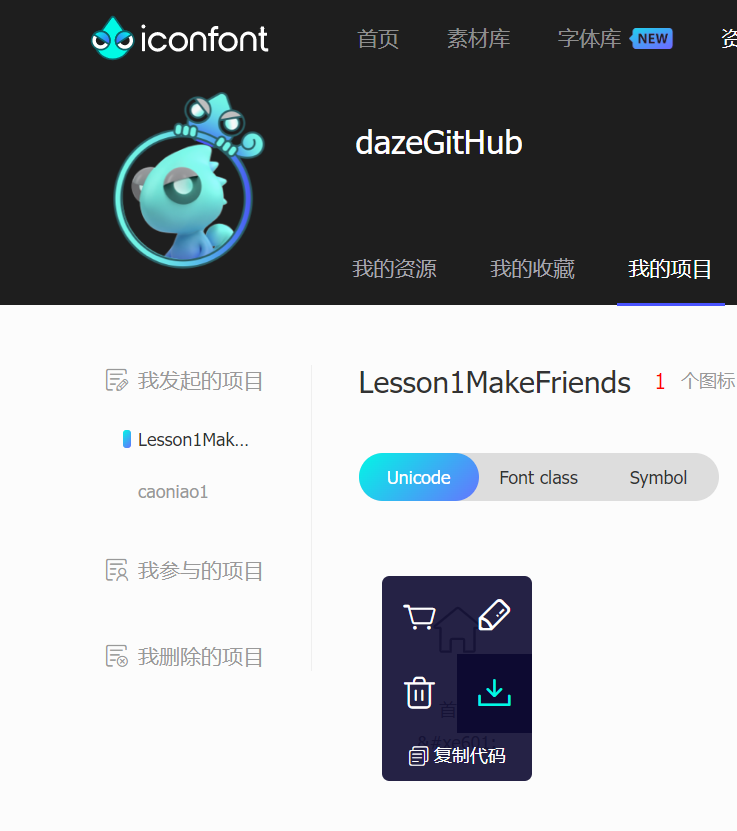 iconfont
首页
素材库
字体库
NEW
资
dazeGitHub
我的资源
我的收藏
我的项目
我发起的项目
Lesson1Mak...
caoniao1
我参与的项目
我删除的项目
Lesson1MakeFriends
1 个图标
Unicode
Font class
Symbol
首
&#xe601;
复制代码